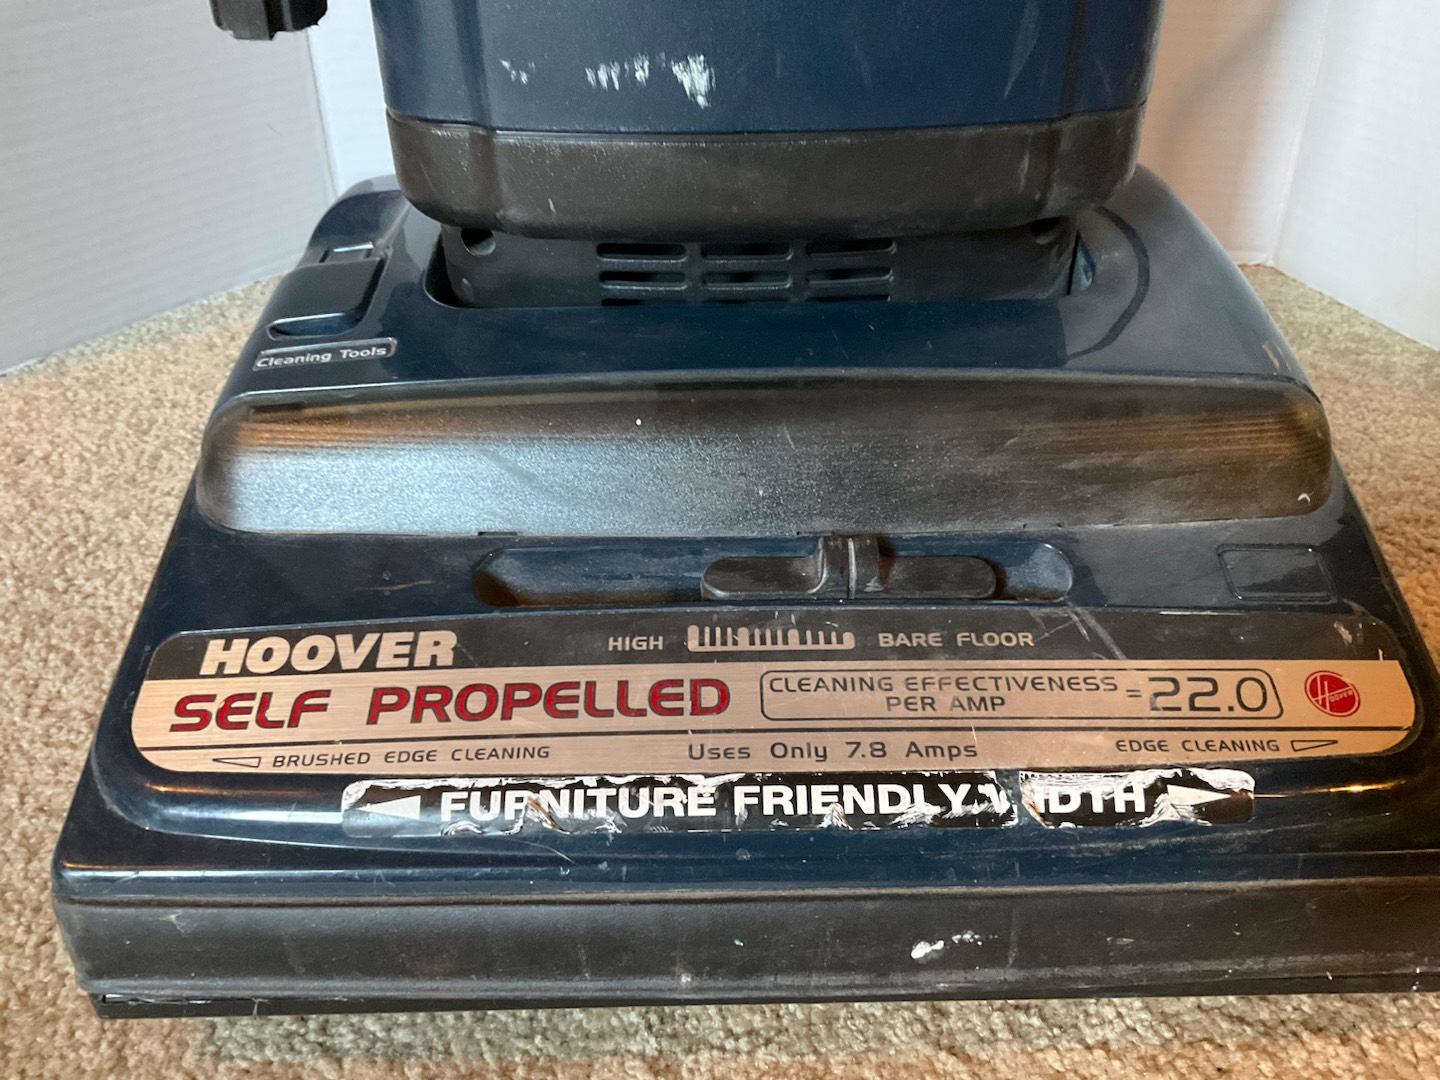 Cleaning Tools
HOOVER
HIGH
BARE FLOOR
SELF PROPELLED
CLEANING EFFECTIVENESS
PER AMP
=22.0
HOOVER
BRUSHED EDGE CLEANING
Uses Only 7.8 Amps
EDGE CLEANING
FURNITURE FRIENDLY